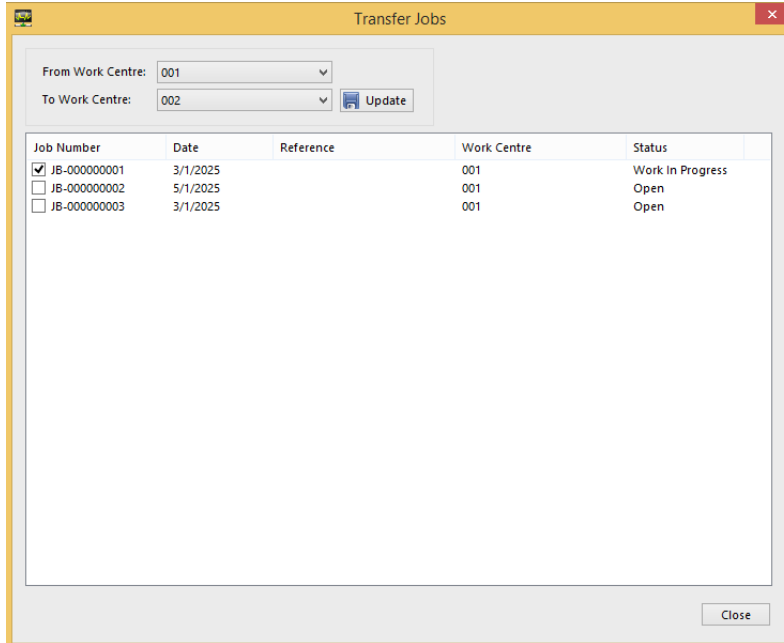 Transfer Jobs
From Work Centre: 001
To Work Centre: 002 Update
Job Number Date Reference Work Centre Status
JB-000000001 3/1/2025 001 Work In Progress
JB-000000002 5/1/2025 001 Open
JB-000000003 3/1/2025 001 Open
Close